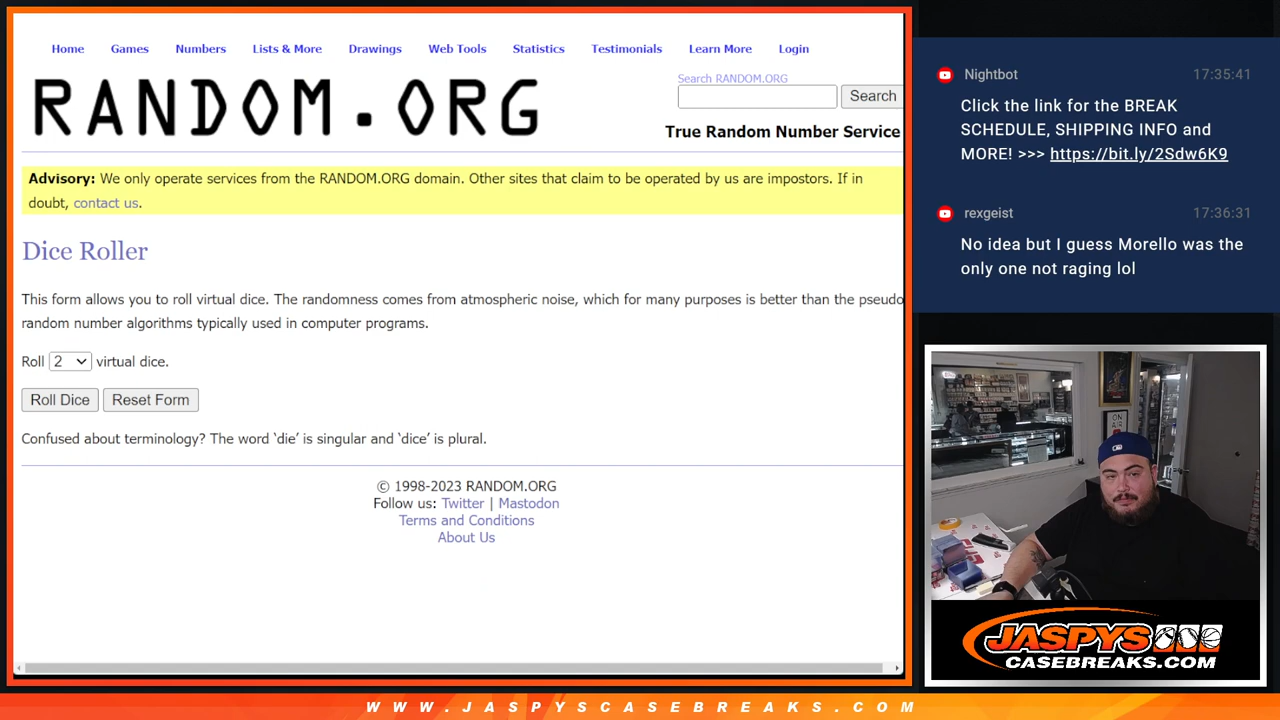 Home Games Numbers Lists & More Drawings Web Tools Statistics Testimonials Learn More Login
RANDOM.ORG
Search RANDOM.ORG
Search
True Random Number Service
Advisory: We only operate services from the RANDOM.ORG domain. Other sites that claim to be operated by us are impostors. If in
doubt, contact us.
Dice Roller
This form allows you to roll virtual dice. The randomness comes from atmospheric noise, which for many purposes is better than the pseudo
random number algorithms typically used in computer programs.
Roll 2 virtual dice.
Roll Dice Reset Form
Confused about terminology? The word ‘die’ is singular and ‘dice’ is plural.
© 1998-2023 RANDOM.ORG
Follow us: Twitter | Mastodon
Terms and Conditions
About Us
Nightbot 17:35:41
Click the link for the BREAK
SCHEDULE, SHIPPING INFO and
MORE! >>> https://bit.ly/2Sdw6K9
rexgeist 17:36:31
No idea but I guess Morello was the
only one not raging lol
ON
AIR
JASPYS
CASEBREAKS.COM
WWW.JASPYSCASEBREAKS.COM